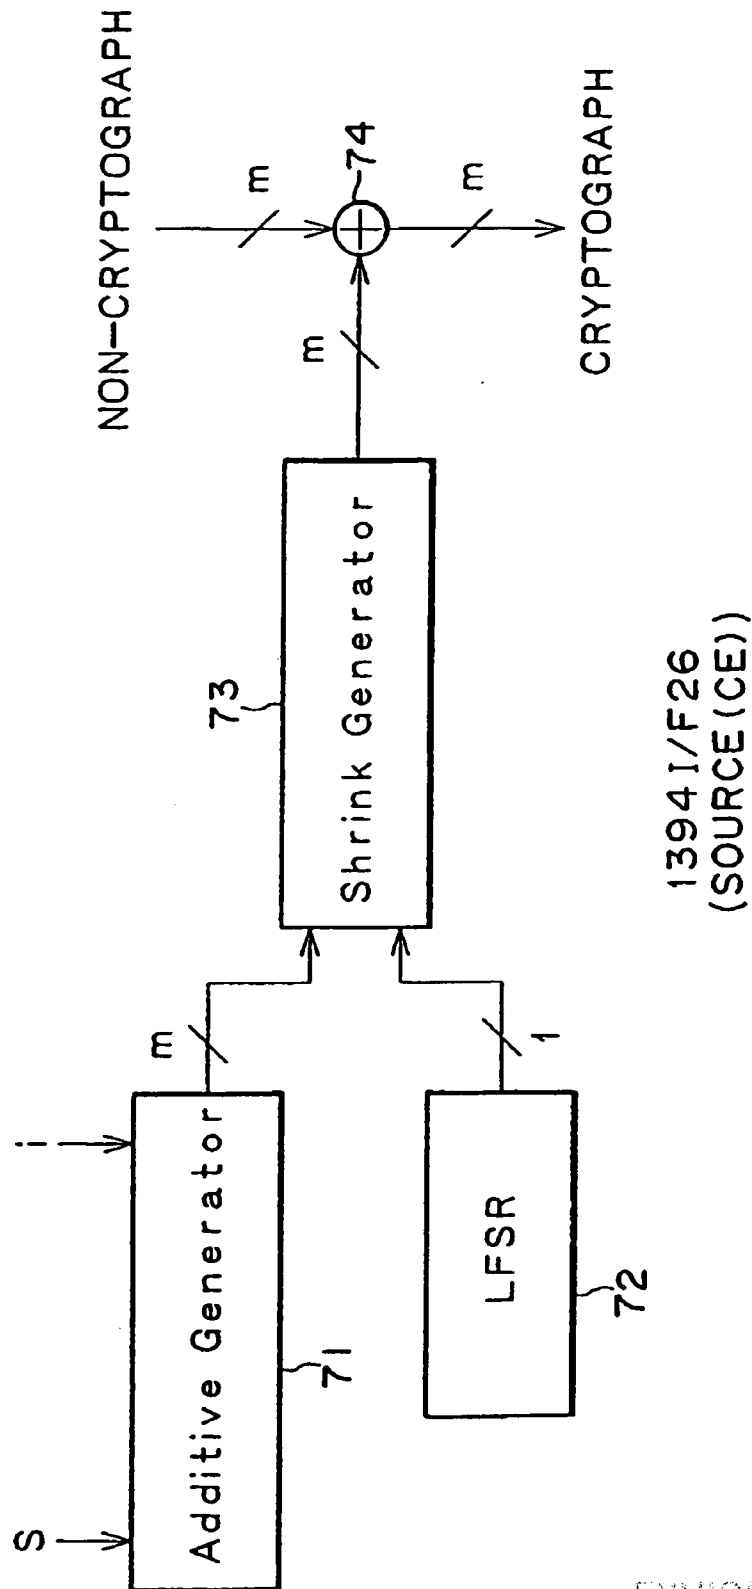 NON-CRYPTOGRAPH
m
74
m
CRYPTOGRAPH
m
73
Shrink Generator
m
1
S
i
Additive Generator
71
LFSR
72
1394 I/F26
(SOURCE(CE))